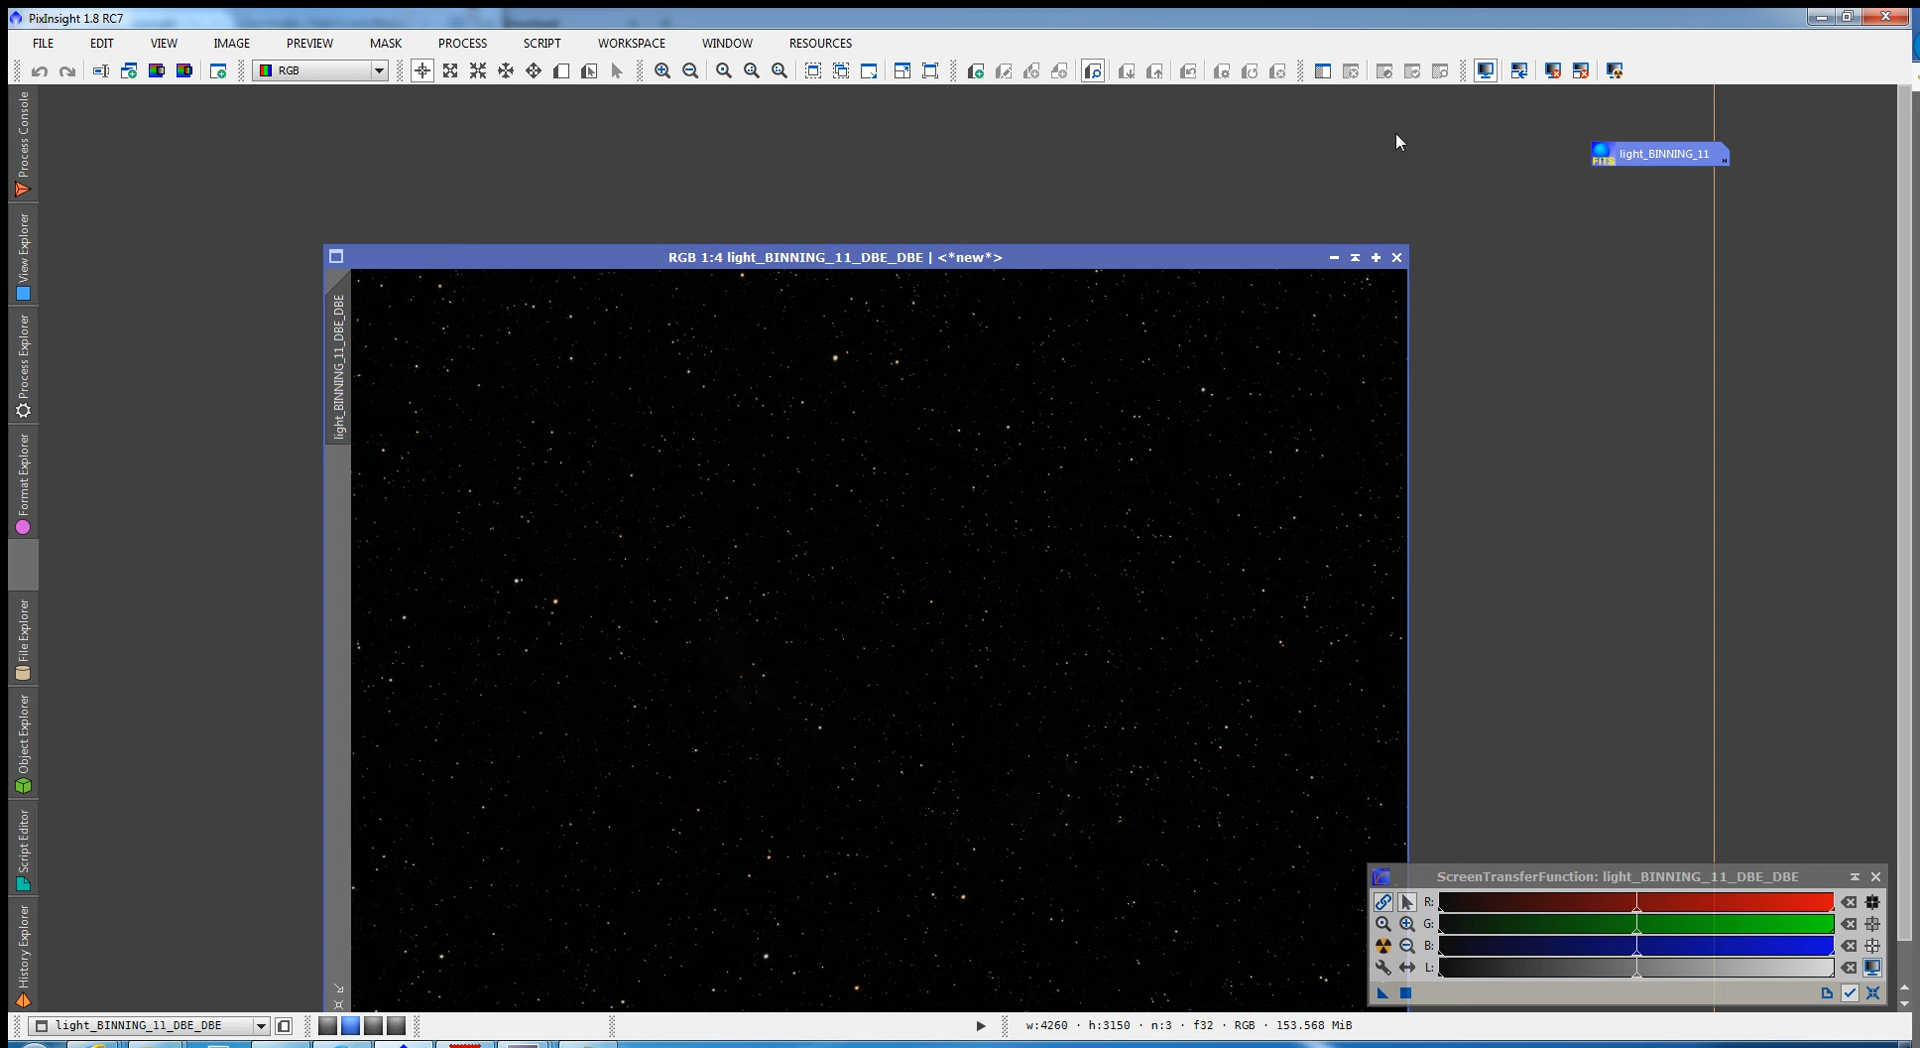 PixInsight 1.8 RC7
FILE EDIT VIEW IMAGE PREVIEW MASK PROCESS SCRIPT WORKSPACE WINDOW RESOURCES
RGB
Process Console
View Explorer
Process Explorer
Format Explorer
File Explorer
Object Explorer
Script Editor
History Explorer
FITS light_BINNING_11
N
RGB 1:4 light_BINNING_11_DBE_DBE | <*new*>
light_BINNING_11_DBE_DBE
ScreenTransferFunction: light_BINNING_11_DBE_DBE
R:
G:
B:
L:
light_BINNING_11_DBE_DBE
w:4260 · h:3150 · n:3 · f32 · RGB · 153.568 MiB